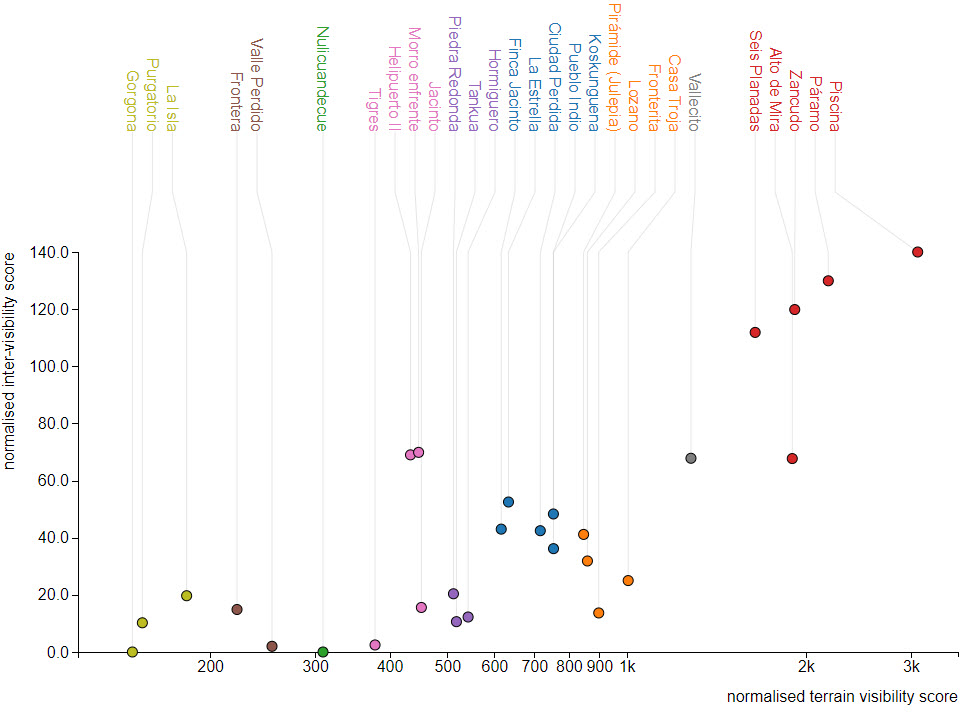 Gorgona
Purgatorio
La Isla
Frontera
Valle Perdido
Nulicuandecue
Tigres
Helipuerto II
Morro enfrente
Jacinto
Piedra Redonda
Tankua
Hormiguero
Finca Jacinto
La Estrella
Ciudad Perdida
Pueblo Indio
Koskunguena
Pirámide (Julepia)
Lozano
Fronterita
Casa Troja
Vallecito
Seis Planadas
Alto de Mira
Zancudo
Páramo
Piscina
normalised inter-visibility score
140.0
120.0
100.0
80.0
60.0
40.0
20.0
0.0
200 300 400 500 600 700 800 900 1k 2k 3k
normalised terrain visibility score